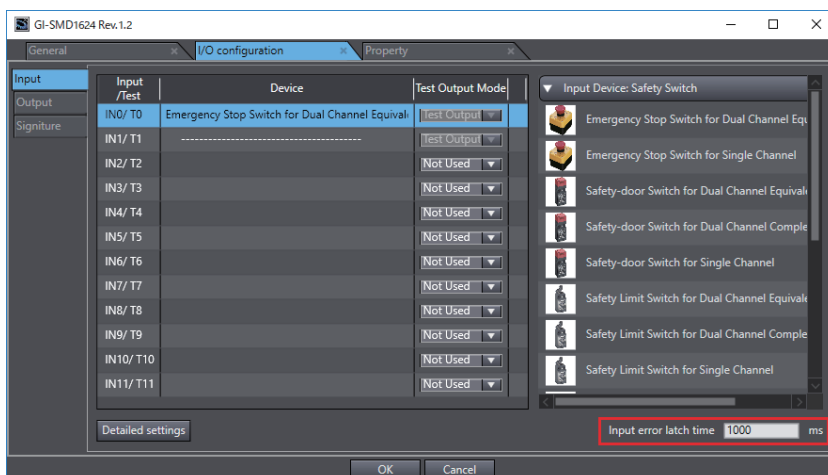 GI-SMD1624 Rev.1.2
General
I/O configuration
Property
Input
Output
Signiture
Input /Test Device Test Output Mode
IN0/ T0 Emergency Stop Switch for Dual Channel Equival Test Output
IN1/ T1 ---------------------------------------- Test Output
IN2/ T2 Not Used
IN3/ T3 Not Used
IN4/ T4 Not Used
IN5/ T5 Not Used
IN6/ T6 Not Used
IN7/ T7 Not Used
IN8/ T8 Not Used
IN9/ T9 Not Used
IN10/ T10 Not Used
IN11/ T11 Not Used
Input Device: Safety Switch
Emergency Stop Switch for Dual Channel Equ
Emergency Stop Switch for Single Channel
Safety-door Switch for Dual Channel Equival
Safety-door Switch for Dual Channel Comple
Safety-door Switch for Single Channel
Safety Limit Switch for Dual Channel Equivale
Safety Limit Switch for Dual Channel Comple
Safety Limit Switch for Single Channel
Detailed settings
Input error latch time 1000 ms
OK Cancel